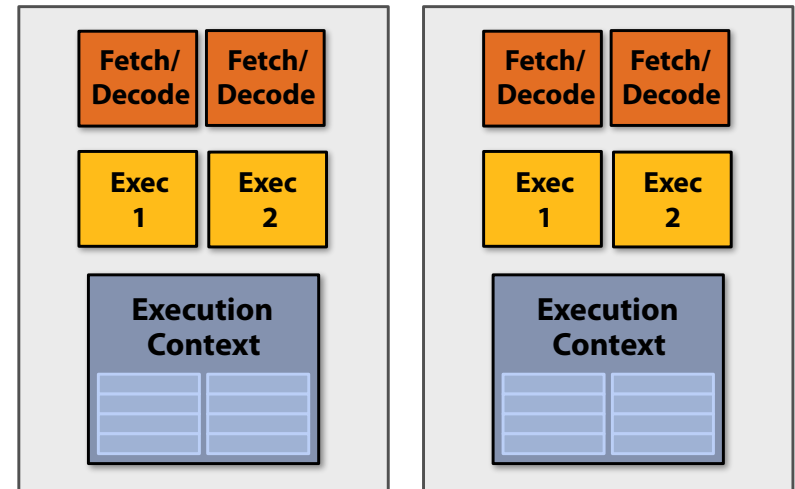 Fetch/
Decode
Fetch/
Decode
Exec
1
Exec
2
Execution
Context
Fetch/
Decode
Fetch/
Decode
Exec
1
Exec
2
Execution
Context